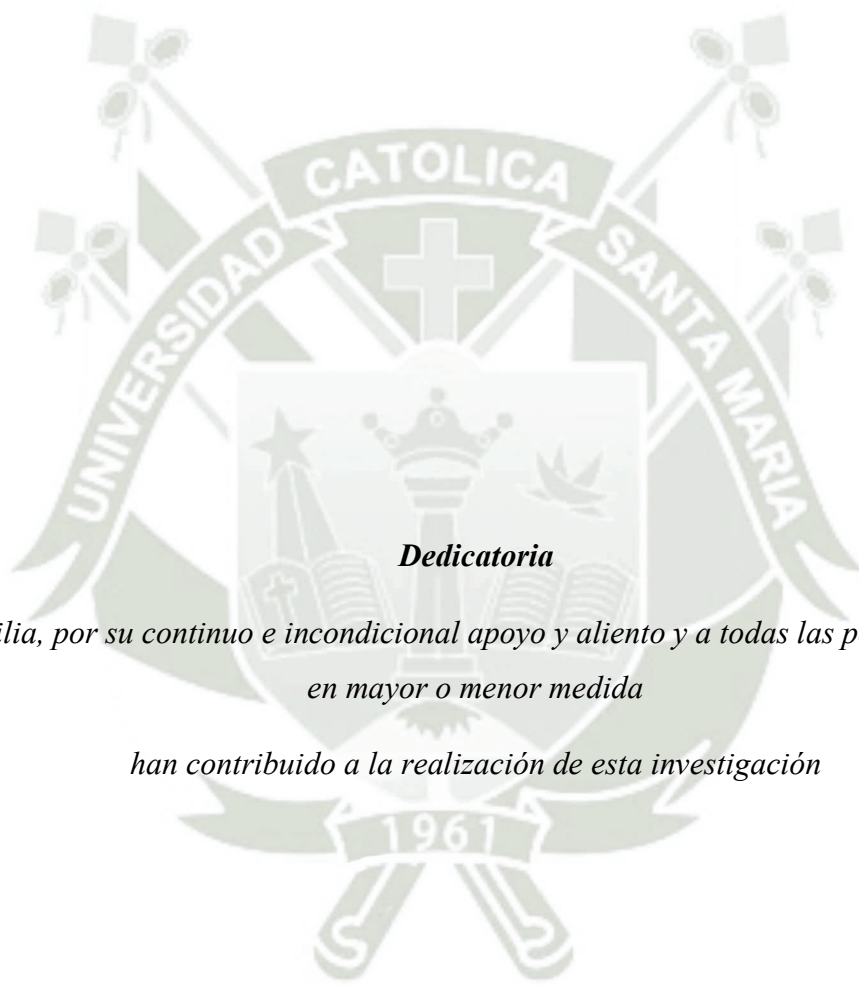 CATOLICA
UNIVERSIDAD
SANTA MARIA
Dedicatoria
ilia, por su continuo e incondicional apoyo y aliento y a todas las p
en mayor o menor medida
han contribuido a la realización de esta investigación
1961